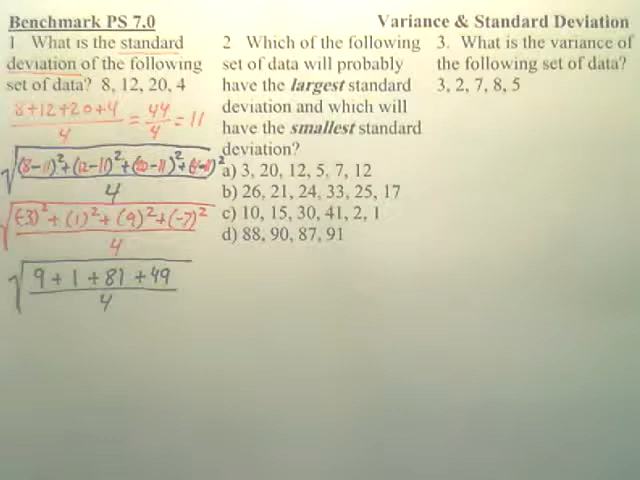 Benchmark PS 7.0
Variance & Standard Deviation
1 What is the standard
deviation of the following
set of data? 8, 12, 20, 4
8+12+20+4/4 = 44/4 = 11
√((8-11)²+(12-11)²+(20-11)²+(4-11)²/4)
√((-3)²+(1)²+(9)²+(-7)²/4)
√(9+1+81+49/4)
2 Which of the following
set of data will probably
have the largest standard
deviation and which will
have the smallest standard
deviation?
a) 3, 20, 12, 5, 7, 12
b) 26, 21, 24, 33, 25, 17
c) 10, 15, 30, 41, 2, 1
d) 88, 90, 87, 91
3. What is the variance of
the following set of data?
3, 2, 7, 8, 5